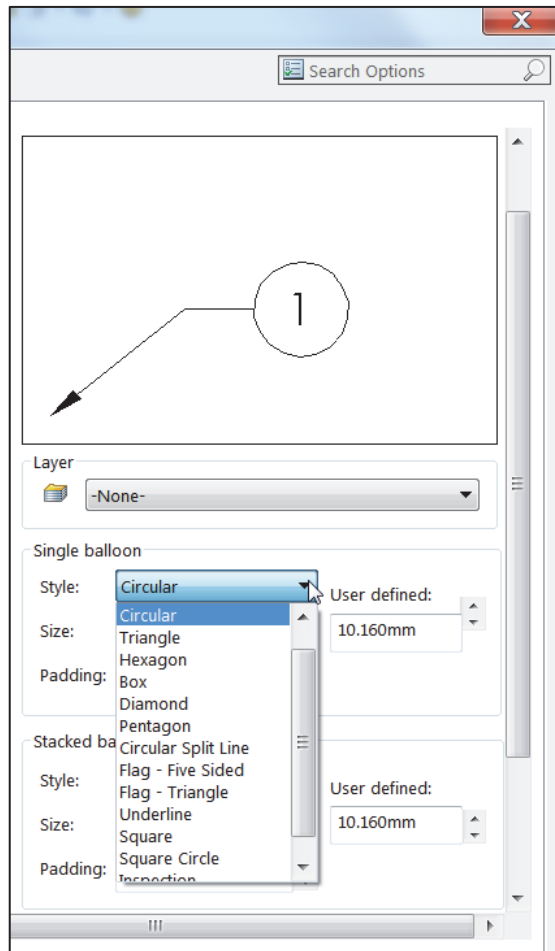 Search Options
1
Layer
-None-
Single balloon
Style: Circular
User defined:
Circular
Size:
10.160mm
Triangle
Hexagon
Padding:
Box
Diamond
Pentagon
Stacked ba
Circular Split Line
Flag - Five Sided
Style:
User defined:
Flag - Triangle
Underline
Size:
10.160mm
Square
Square Circle
Padding:
Inspection